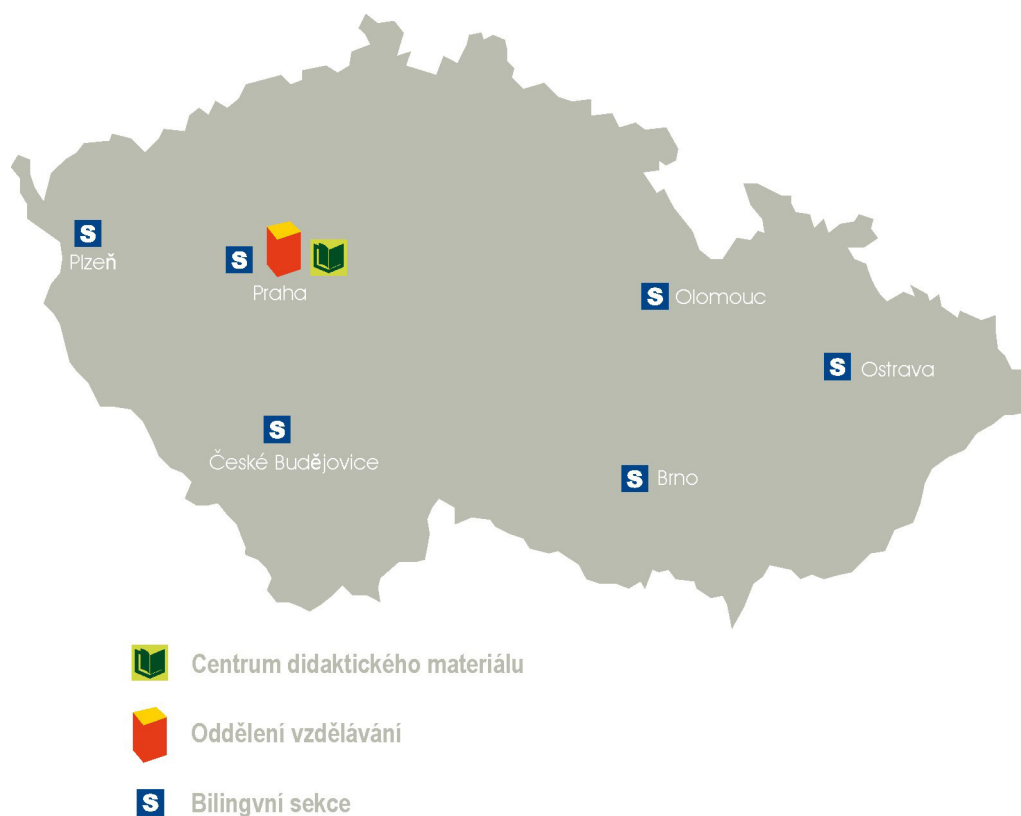 S
Plzeň
S
Praha
S Olomouc
S Ostrava
S
České Budějovice
S Brno
Centrum didaktického materiálu
Oddělení vzdělávání
S Bilingvní sekce